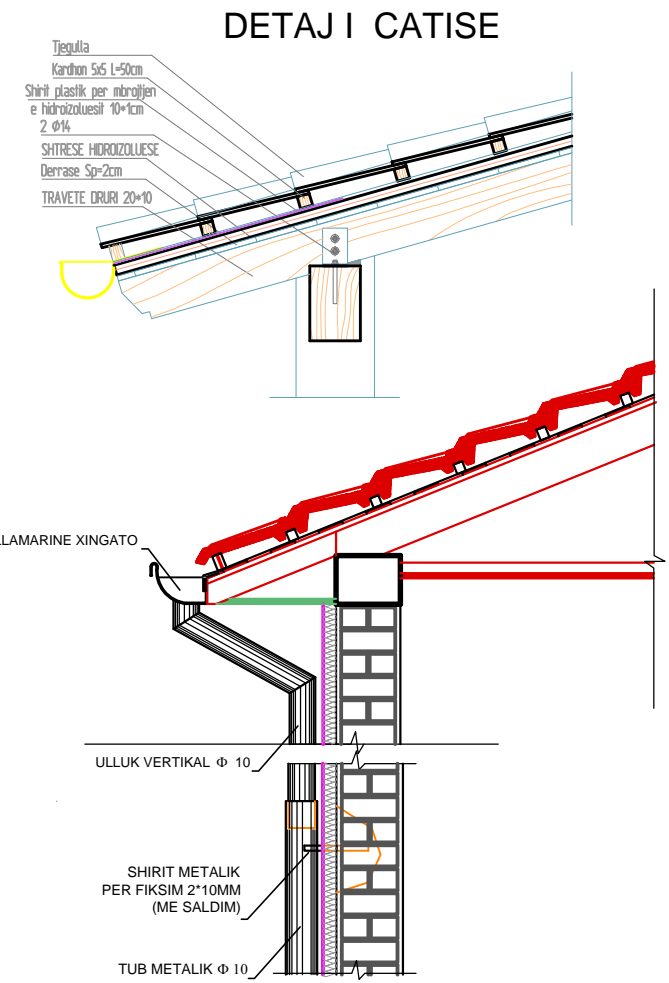 DETAJ I CATISE
Tjegulla
Kardhon 5x5 L=50cm
Shirit plastik per mbrojtjen
e hidroizoluesit 10*1cm
2 Φ14
SHTRESE HIDROIZOLUESE
Derrase Sp=2cm
TRAVETE DRURI 20*10
LLAMARINE XINGATO
ULLUK VERTIKAL Φ 10
SHIRIT METALIK
PER FIKSIM 2*10MM
(ME SALDIM)
TUB METALIK Φ 10